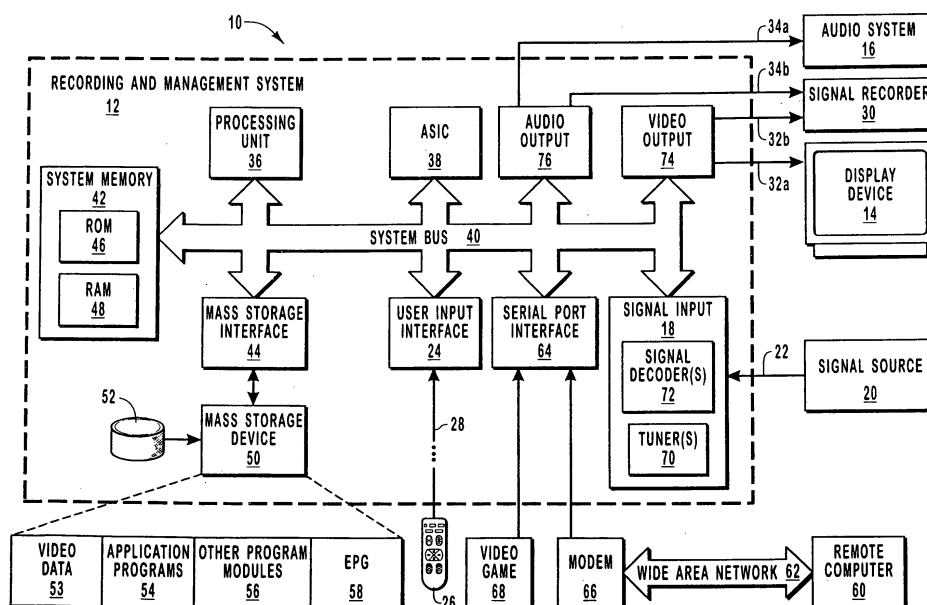 10
34a
AUDIO SYSTEM
16
RECORDING AND MANAGEMENT SYSTEM
12
34b
SIGNAL RECORDER
30
32b
PROCESSING
UNIT
36
ASIC
38
AUDIO
OUTPUT
76
VIDEO
OUTPUT
74
32a
DISPLAY
DEVICE
14
SYSTEM MEMORY
42
ROM
46
RAM
48
SYSTEM BUS 40
MASS STORAGE
INTERFACE
44
USER INPUT
INTERFACE
24
SERIAL PORT
INTERFACE
64
SIGNAL INPUT
18
SIGNAL
DECODER(S)
72
TUNER(S)
70
22
SIGNAL SOURCE
20
52
MASS STORAGE
DEVICE
50
28
VIDEO
DATA
53
APPLICATION
PROGRAMS
54
OTHER PROGRAM
MODULES
56
EPG
58
26
VIDEO
GAME
68
MODEM
66
WIDE AREA NETWORK 62
REMOTE
COMPUTER
60